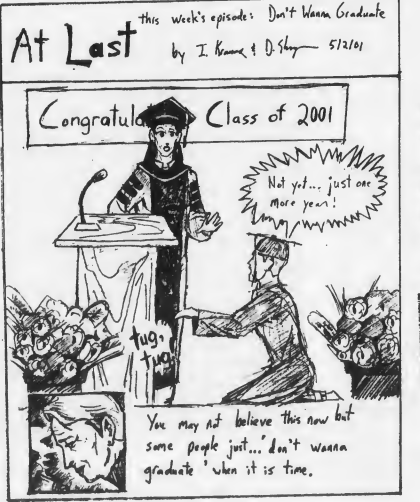 At Last
this week's episode: Don't Wanna Graduate
by I. & D. 5/2/01
Congratula Class of 2001
Not yet... just one
more year!
tug,
tug
You may not believe this now but
some people just...'don't wanna
graduate' when it is time.